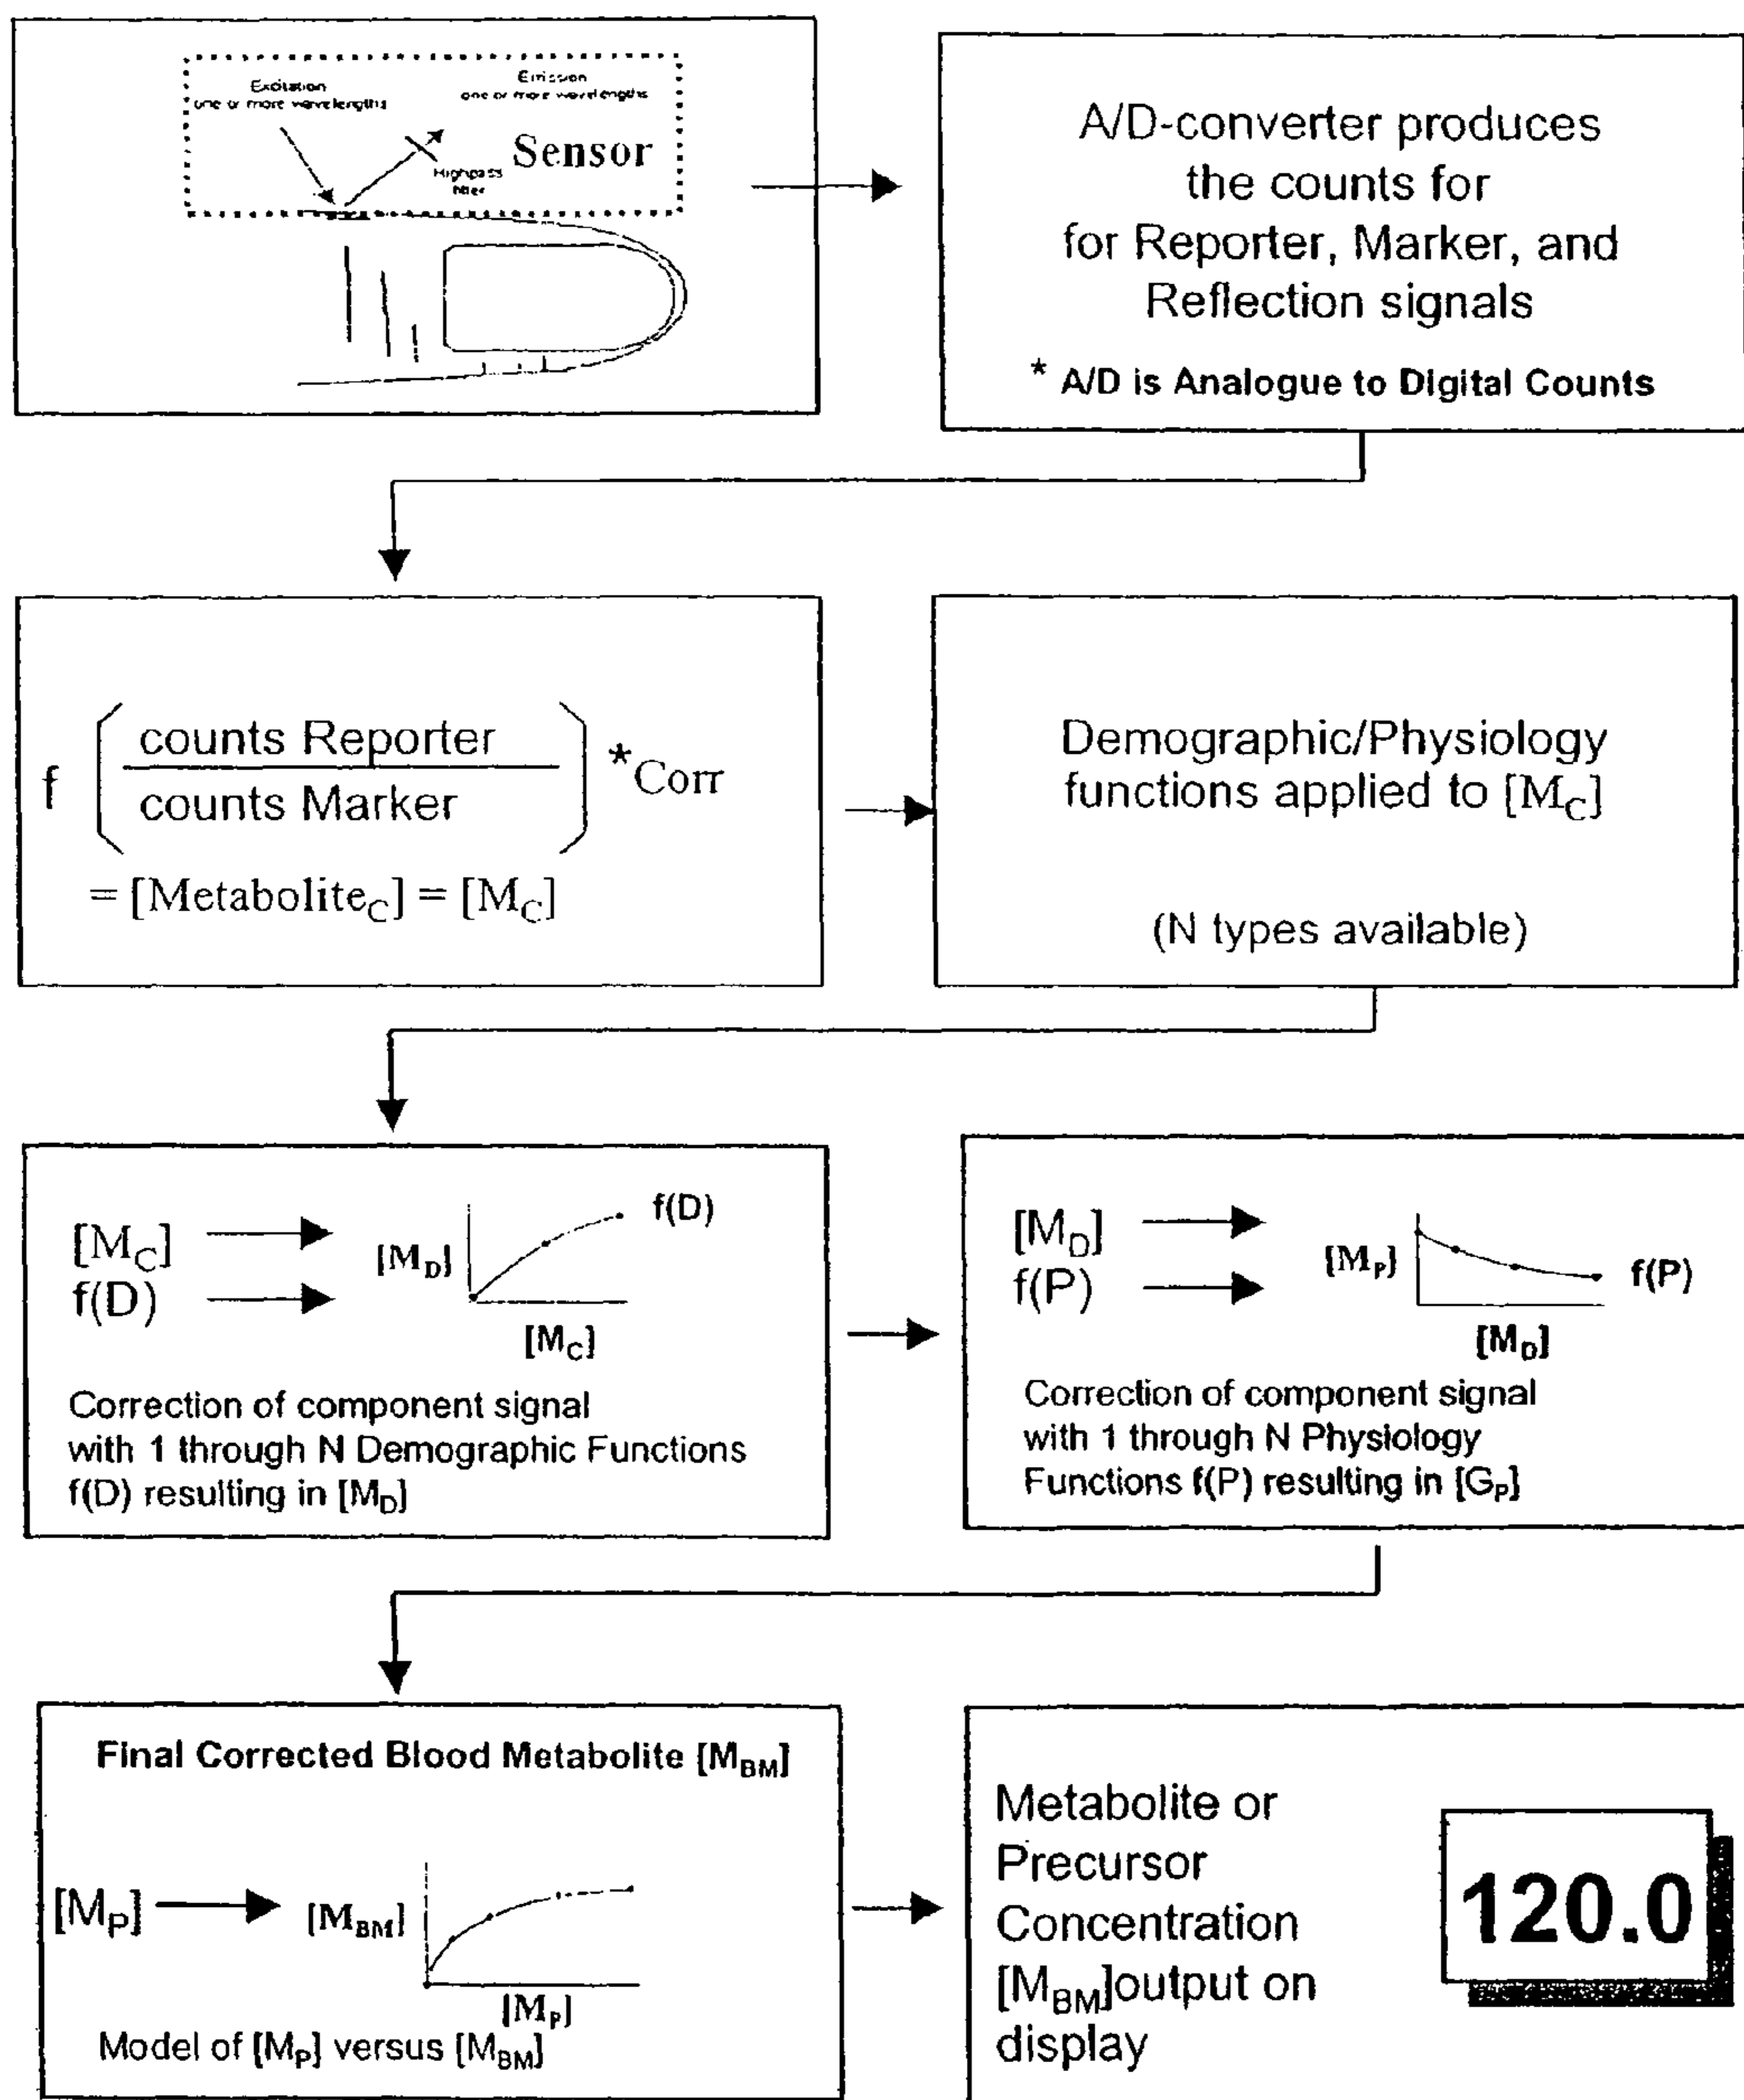 Excitation
one or more wavelengths
Emission
one or more wavelengths
Sensor
Highpass
filter
A/D-converter produces
the counts for
for Reporter, Marker, and
Reflection signals
* A/D is Analogue to Digital Counts
f ( counts Reporter
counts Marker ) *Corr
= [Metabolite_C] = [M_C]
Demographic/Physiology
functions applied to [M_C]
(N types available)
[M_C]
f(D)
[M_D]
f(D)
[M_C]
Correction of component signal
with 1 through N Demographic Functions
f(D) resulting in [M_D]
[M_D]
f(P)
[M_P]
f(P)
[M_D]
Correction of component signal
with 1 through N Physiology
Functions f(P) resulting in [G_P]
Final Corrected Blood Metabolite [M_BM]
[M_P]
[M_BM]
[M_P]
Model of [M_P] versus [M_BM]
Metabolite or
Precursor
Concentration
[M_BM]output on
display
120.0